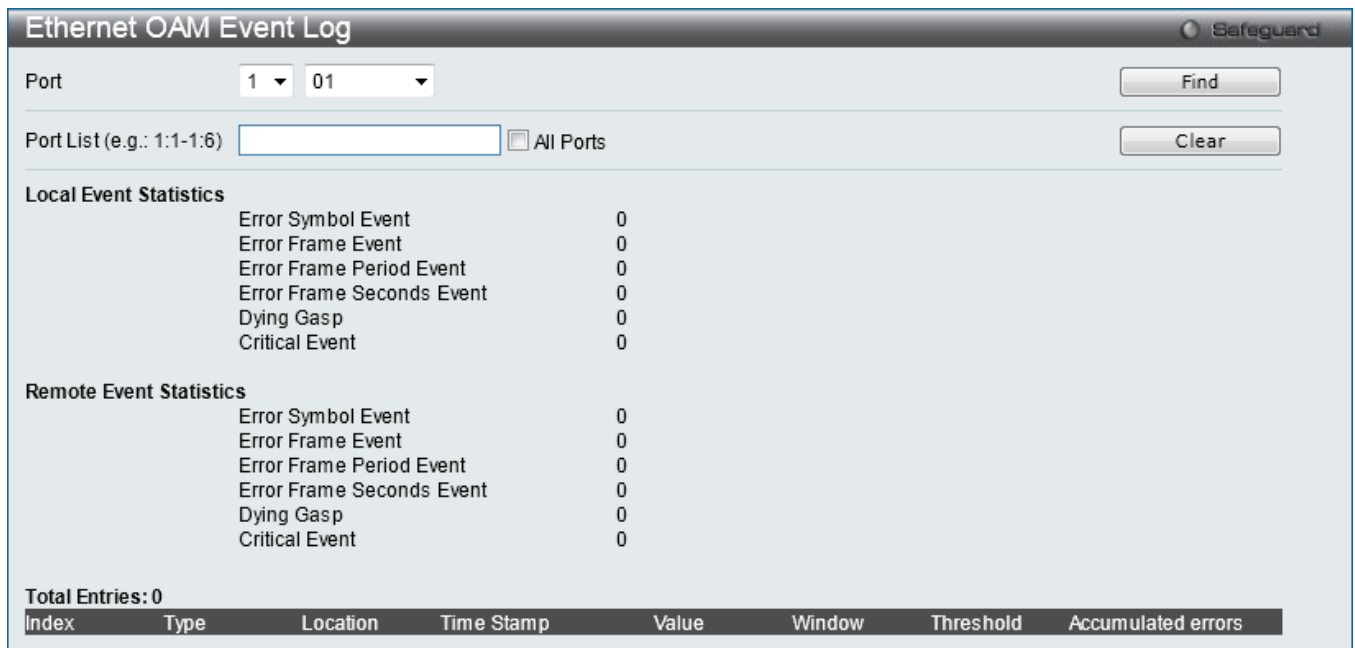 Ethernet OAM Event Log Safeguard
Port 1 01 Find
Port List (e.g.: 1:1-1:6) All Ports Clear
Local Event Statistics
Error Symbol Event 0
Error Frame Event 0
Error Frame Period Event 0
Error Frame Seconds Event 0
Dying Gasp 0
Critical Event 0
Remote Event Statistics
Error Symbol Event 0
Error Frame Event 0
Error Frame Period Event 0
Error Frame Seconds Event 0
Dying Gasp 0
Critical Event 0
Total Entries: 0
Index Type Location Time Stamp Value Window Threshold Accumulated errors